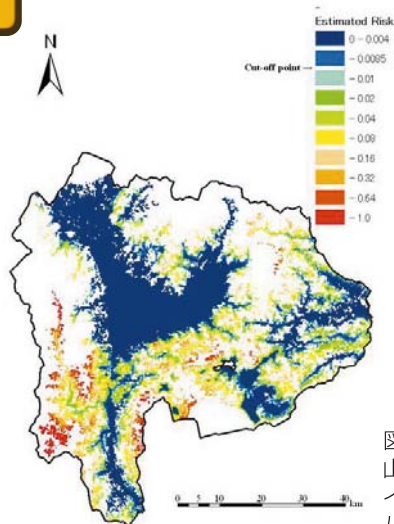 N
Estimated Risk
0 - 0.004
- 0.0085
Cut-off point
- 0.01
- 0.02
- 0.04
- 0.08
- 0.16
- 0.32
- 0.64
- 1.0
0 5 10 20 30 40
km
図
山
イ